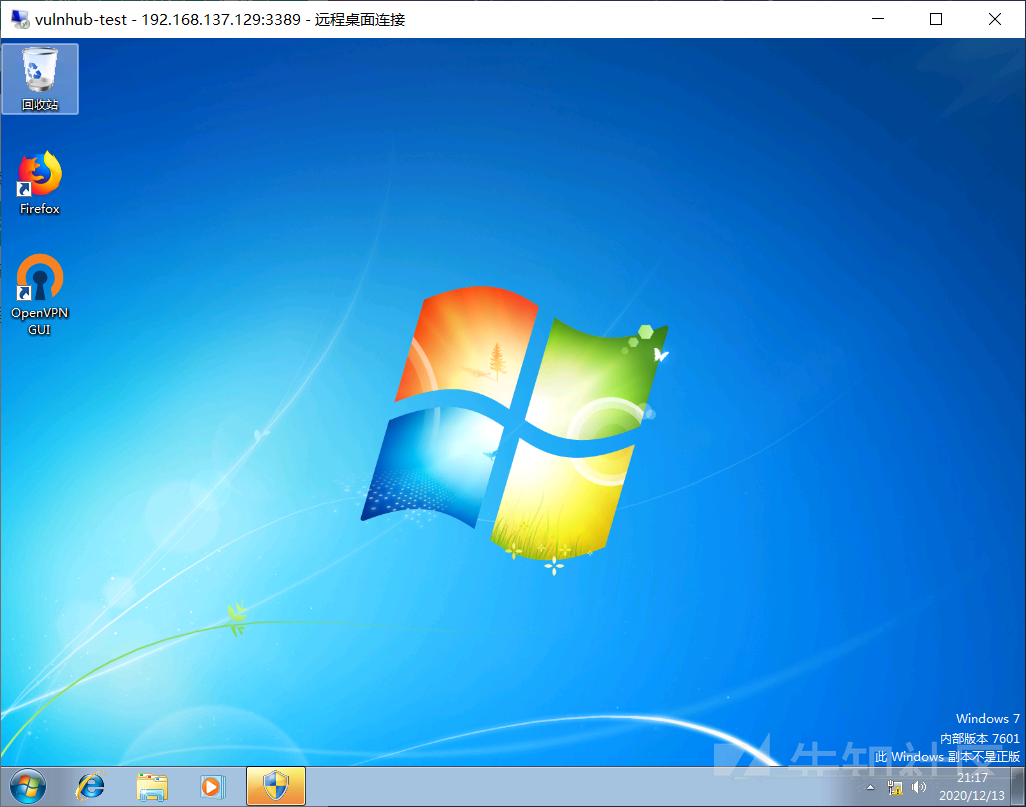 vulnhub-test - 192.168.137.129:3389 - 远程桌面连接
回收站
Firefox
OpenVPN
GUI
Windows 7
内部版本 7601
此 Windows 副本不是正版
先知社区
21:17
2020/12/13